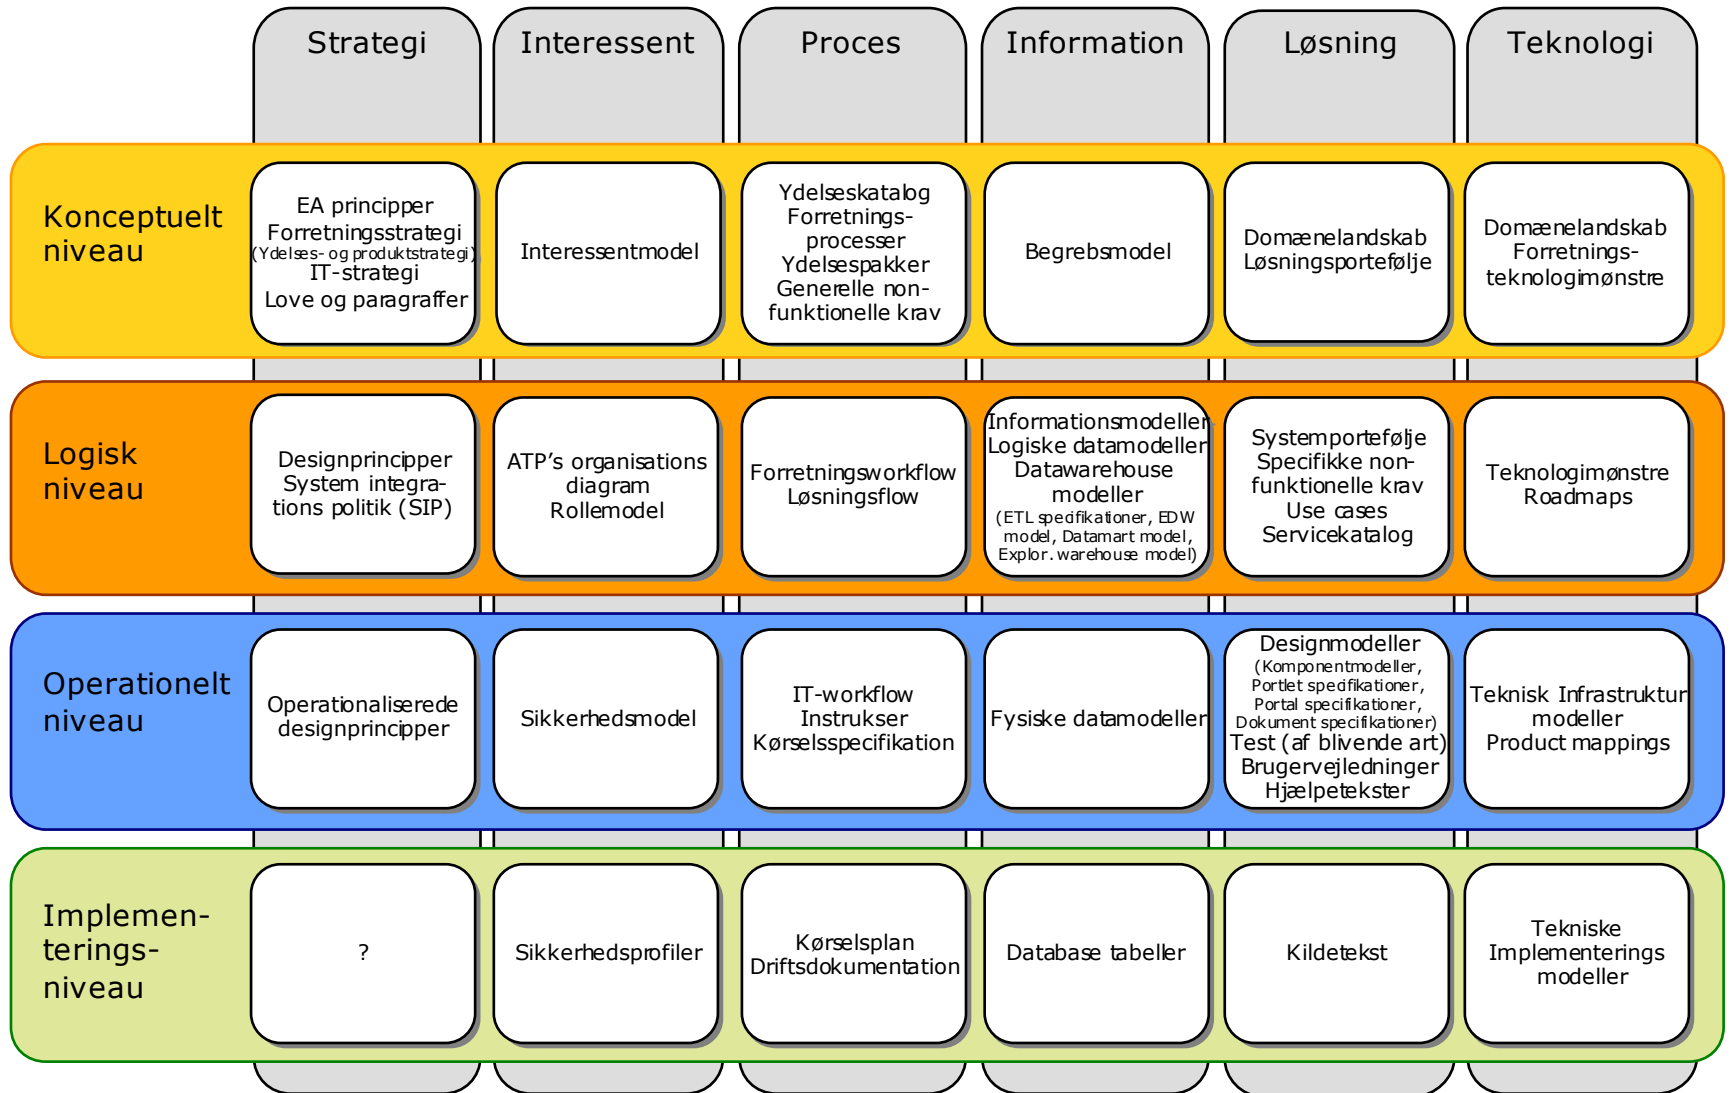 Strategi
Interessent
Proces
Information
Løsning
Teknologi
Konceptuelt
niveau
EA principper
Forretningsstrategi
(Ydelses- og produktstrategi)
IT-strategi
Love og paragraffer
Interessentmodel
Ydelseskatalog
Forretnings-
processer
Ydelsespakker
Generelle non-
funktionelle krav
Begrebsmodel
Domænelandskab
Løsningsportefølje
Domænelandskab
Forretnings-
teknologimønstre
Logisk
niveau
Designprincipper
System integra-
tions politik (SIP)
ATP's organisations
diagram
Rollemodel
Forretningsworkflow
Løsningsflow
Informationsmodeller
Logiske datamodeller
Datawarehouse
modeller
(ETL specifikationer, EDW
model, Datamart model,
Explor. warehouse model)
Systemportefølje
Specifikke non-
funktionelle krav
Use cases
Servicekatalog
Teknologimønstre
Roadmaps
Operationelt
niveau
Operationaliserede
designprincipper
Sikkerhedsmodel
IT-workflow
Instrukser
Kørselsspecifikation
Fysiske datamodeller
Designmodeller
(Komponentmodeller,
Portlet specifikationer,
Portal specifikationer,
Dokument specifikationer)
Test (af blivende art)
Brugervejledninger
Hjælpetekster
Teknisk Infrastruktur
modeller
Product mappings
Implemen-
terings-
niveau
?
Sikkerhedsprofiler
Kørselsplan
Driftsdokumentation
Database tabeller
Kildetekst
Tekniske
Implementerings
modeller